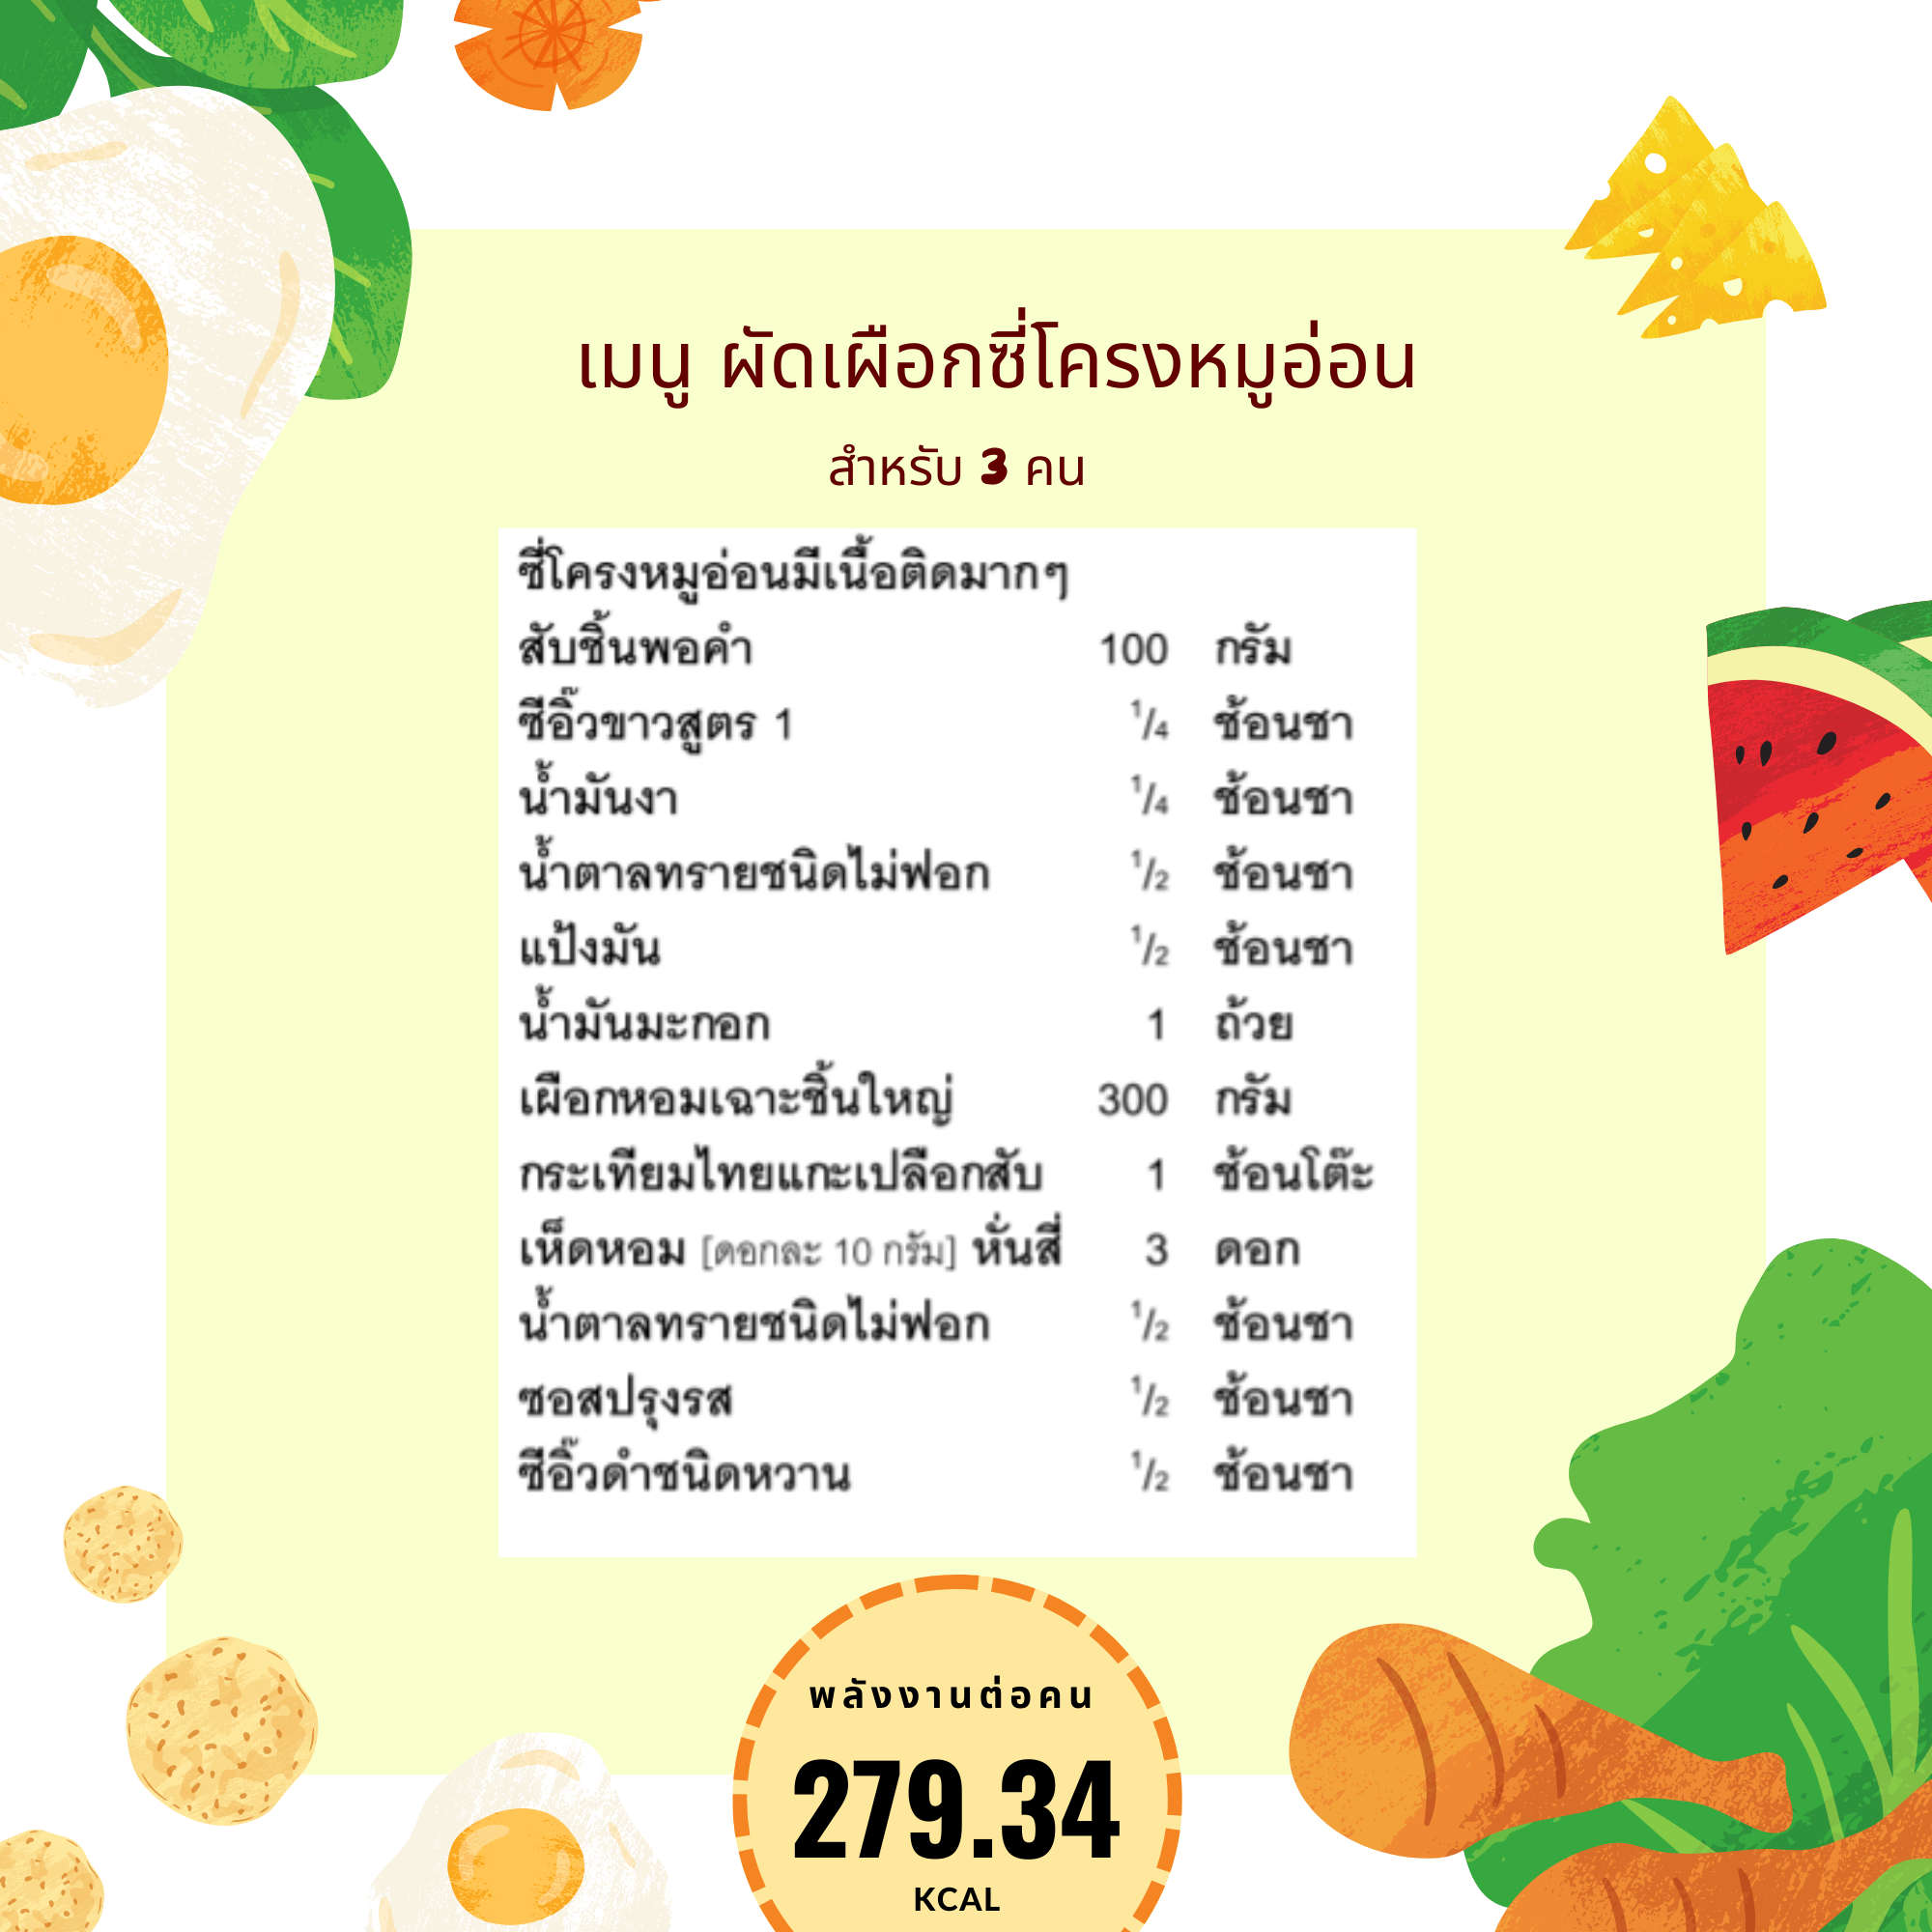 เมนู ผัดเผือกซี่โครงหมูอ่อน
สำหรับ 3 คน
ซี่โครงหมูอ่อนมีเนื้อติดมากๆ
สับชิ้นพอคำ 100 กรัม
ซีอิ๊วขาวสูตร 1 1/4 ช้อนชา
น้ำมันงา 1/4 ช้อนชา
น้ำตาลทรายชนิดไม่ฟอก 1/2 ช้อนชา
แป้งมัน 1/2 ช้อนชา
น้ำมันมะกอก 1 ถ้วย
เผือกหอมเฉาะชิ้นใหญ่ 300 กรัม
กระเทียมไทยแกะเปลือกสับ 1 ช้อนโต๊ะ
เห็ดหอม [ดอกละ 10 กรัม] หั่นสี่ 3 ดอก
น้ำตาลทรายชนิดไม่ฟอก 1/2 ช้อนชา
ซอสปรุงรส 1/2 ช้อนชา
ซีอิ๊วดำชนิดหวาน 1/2 ช้อนชา
พลังงานต่อคน
279.34
KCAL